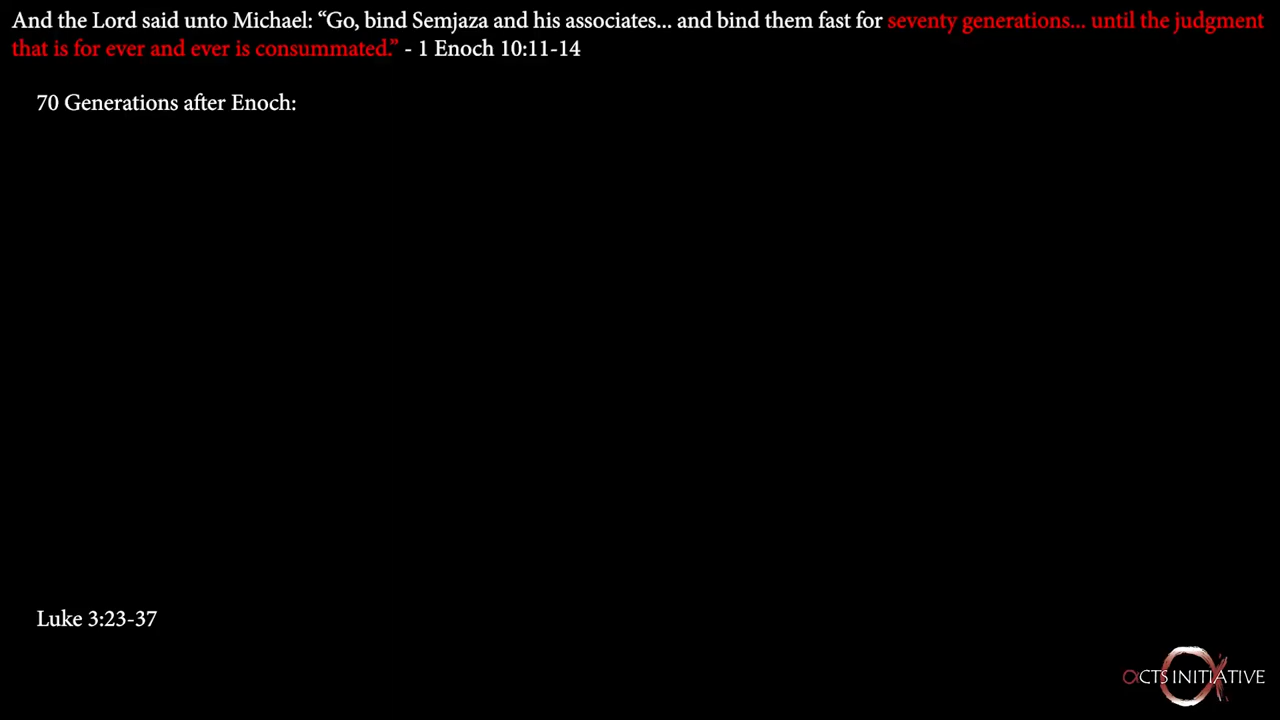 And the Lord said unto Michael: “Go, bind Semjaza and his associates... and bind them fast for seventy generations... until the judgment
that is for ever and ever is consummated.” - 1 Enoch 10:11-14
70 Generations after Enoch:
Luke 3:23-37
aCTS INITIATIVE